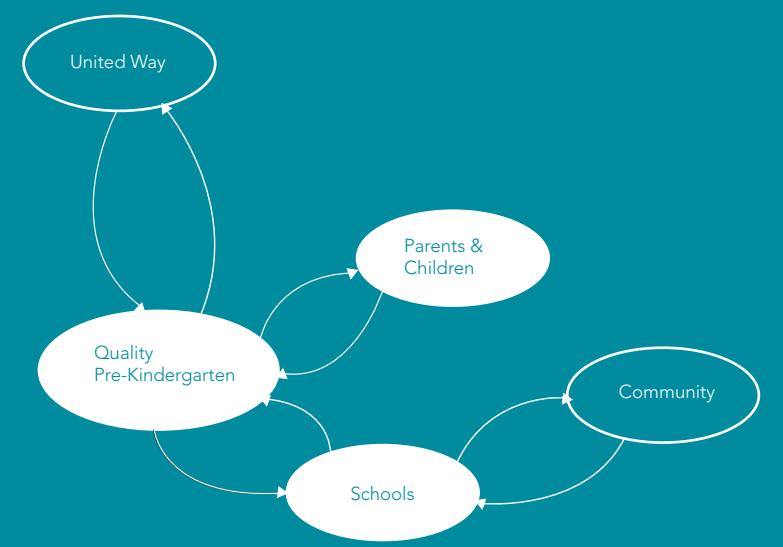 United Way
Parents &
Children
Quality
Pre-Kindergarten
Community
Schools